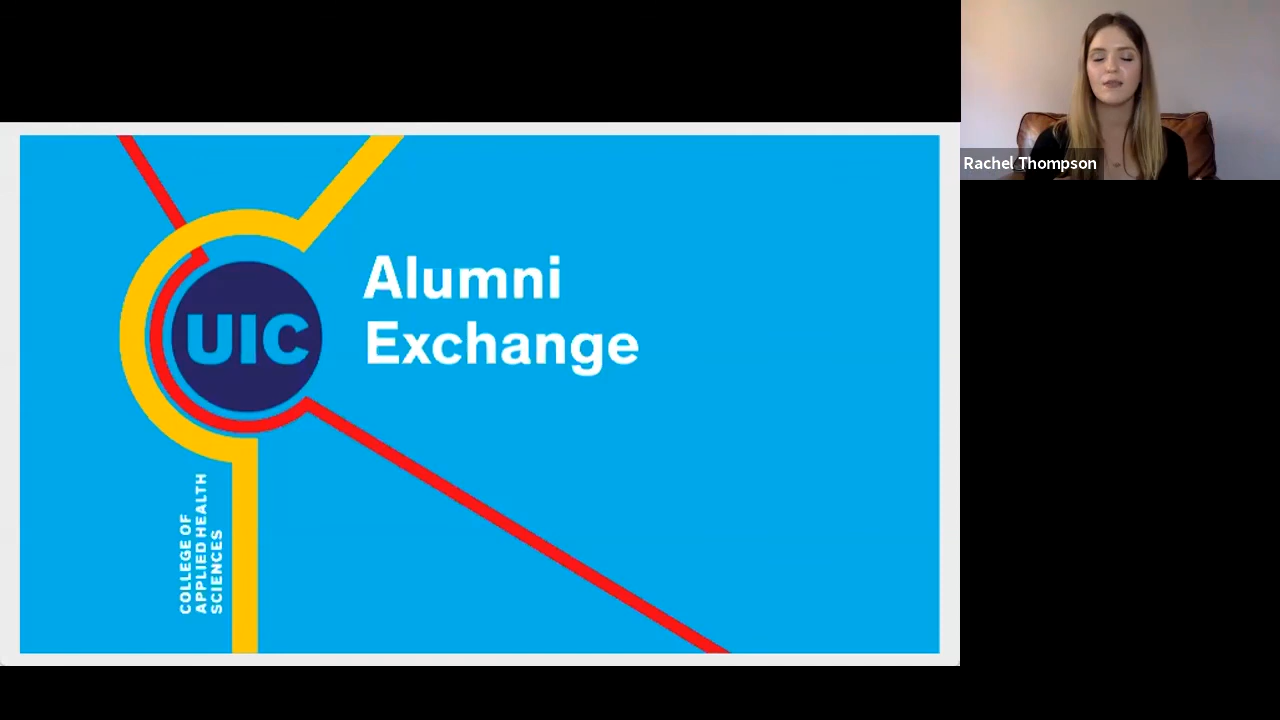 Alumni
Exchange
UIC
COLLEGE OF
APPLIED HEALTH
SCIENCES
Rachel Thompson